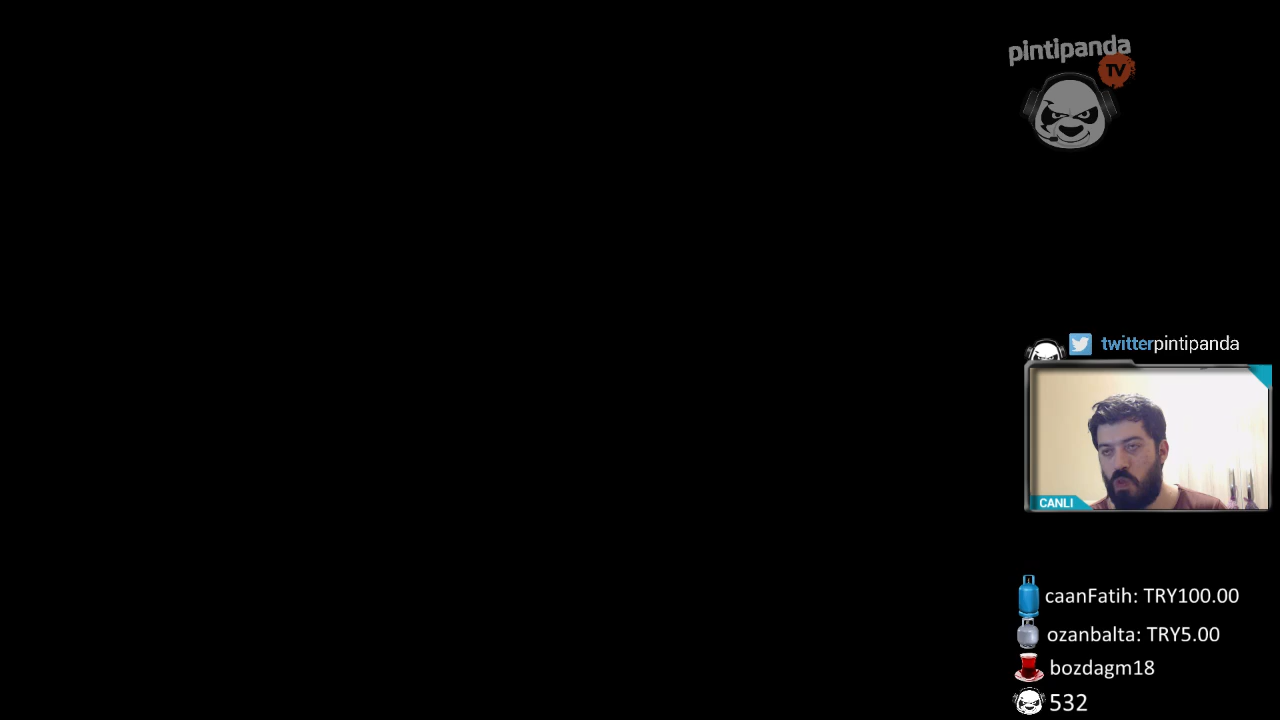 pintipanda
TV
twitterpintipanda
CANLI
caanFatih: TRY100.00
ozanbalta: TRY5.00
bozdagm18
532